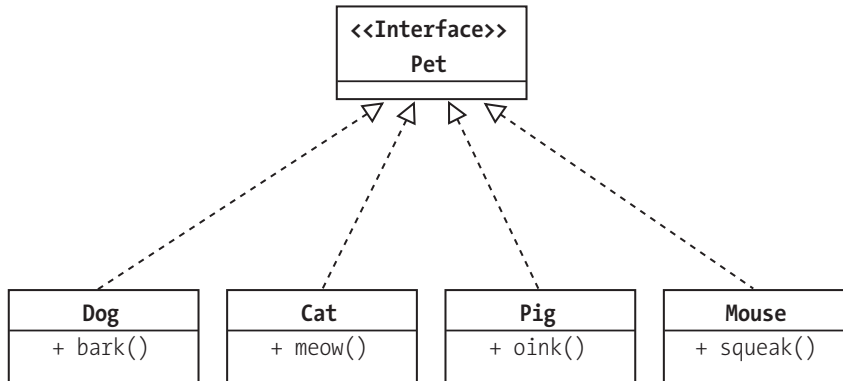 <<Interface>>
Pet
Dog
+ bark()
Cat
+ meow()
Pig
+ oink()
Mouse
+ squeak()